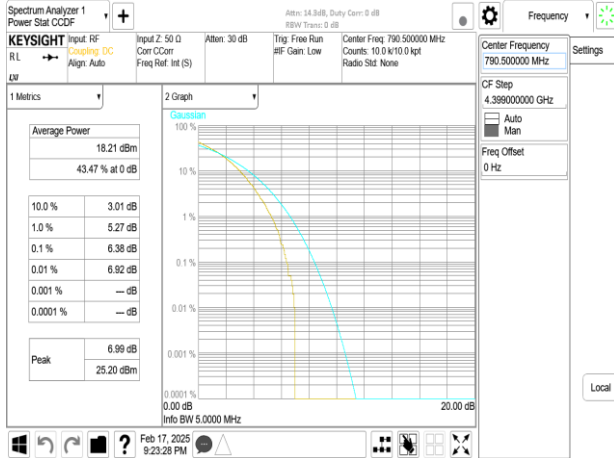 Spectrum Analyzer 1
Power Stat CCDF
Attn: 14.3dB, Duty Corr: 0 dB
RBW Trans: 0 dB
Frequency
KEYSIGHT
RL
Input: RF
Coupling: DC
Align: Auto
Input Z: 50 Ω
Corr CCorr
Freq Ref: Int (S)
Atten: 30 dB
Trig: Free Run
#IF Gain: Low
Center Freq: 790.500000 MHz
Counts: 10.0 k/10.0 kpt
Radio Std: None
Center Frequency
790.500000 MHz
Settings
CF Step
4.399000000 GHz
Auto
Man
Freq Offset
0 Hz
Local
1 Metrics
Average Power
18.21 dBm
43.47 % at 0 dB
10.0 % 3.01 dB
1.0 % 5.27 dB
0.1 % 6.38 dB
0.01 % 6.92 dB
0.001 % --- dB
0.0001 % --- dB
Peak
6.99 dB
25.20 dBm
2 Graph
Gaussian
100 %
10 %
1 %
0.1 %
0.01 %
0.001 %
0.0001 %
0.00 dB
20.00 dB
Info BW 5.0000 MHz
?
Feb 17, 2025
9:23:28 PM